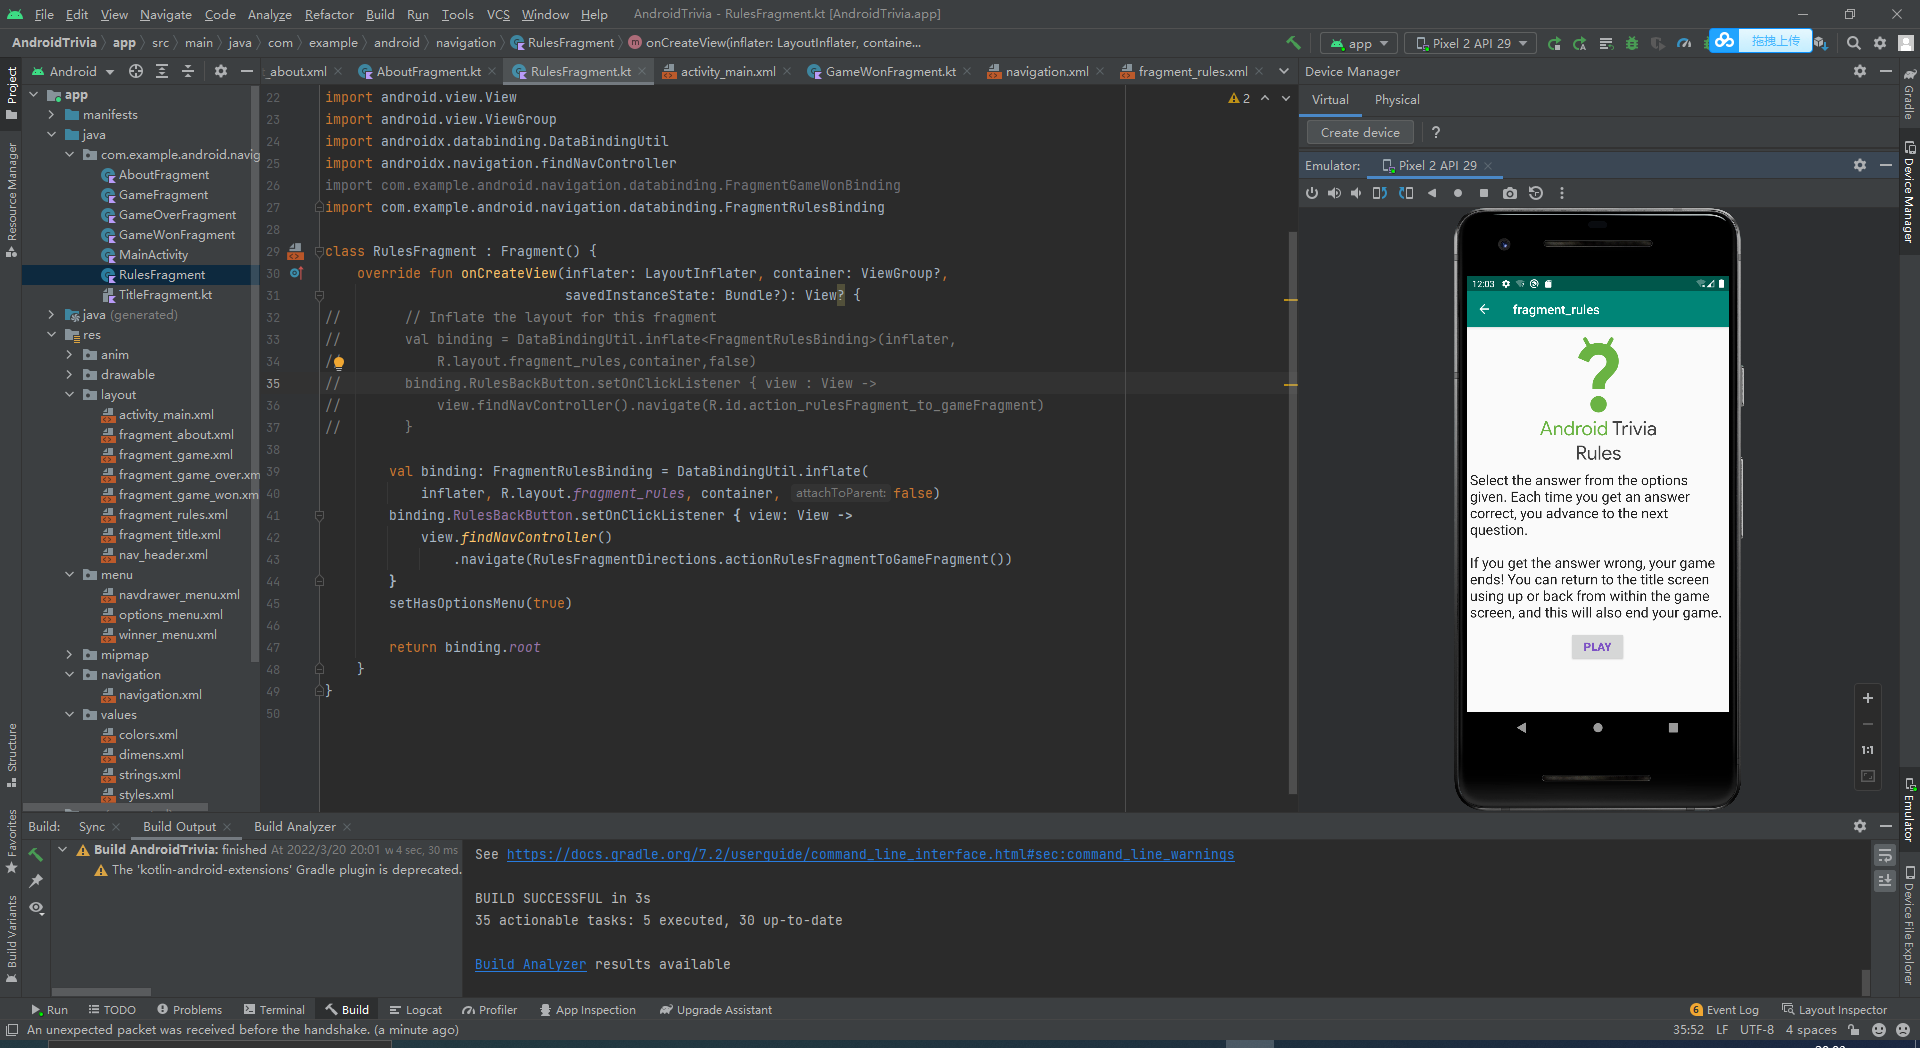 File Edit View Navigate Code Analyze Refactor Build Run Tools VCS Window Help AndroidTrivia - RulesFragment.kt [AndroidTrivia.app]
AndroidTrivia app src main java com example android navigation RulesFragment onCreateView(inflater: LayoutInflater, containe...
app Pixel 2 API 29 拖拽上传
Android
_about.xml AboutFragment.kt RulesFragment.kt activity_main.xml GameWonFragment.kt navigation.xml fragment_rules.xml
Project
Resource Manager
Structure
Favorites
Build Variants
app
manifests
java
com.example.android.navig
AboutFragment
GameFragment
GameOverFragment
GameWonFragment
MainActivity
RulesFragment
TitleFragment.kt
java (generated)
res
anim
drawable
layout
activity_main.xml
fragment_about.xml
fragment_game.xml
fragment_game_over.xm
fragment_game_won.xm
fragment_rules.xml
fragment_title.xml
nav_header.xml
menu
navdrawer_menu.xml
options_menu.xml
winner_menu.xml
mipmap
navigation
navigation.xml
values
colors.xml
dimens.xml
strings.xml
styles.xml
2
22 import android.view.View
23 import android.view.ViewGroup
24 import androidx.databinding.DataBindingUtil
25 import androidx.navigation.findNavController
26 import com.example.android.navigation.databinding.FragmentGameWonBinding
27 import com.example.android.navigation.databinding.FragmentRulesBinding
28
29 class RulesFragment : Fragment() {
30 override fun onCreateView(inflater: LayoutInflater, container: ViewGroup?,
31 savedInstanceState: Bundle?): View? {
32 // // Inflate the layout for this fragment
33 // val binding = DataBindingUtil.inflate<FragmentRulesBinding>(inflater,
34 / R.layout.fragment_rules,container,false)
35 // binding.RulesBackButton.setOnClickListener { view : View ->
36 // view.findNavController().navigate(R.id.action_rulesFragment_to_gameFragment)
37 // }
38
39 val binding: FragmentRulesBinding = DataBindingUtil.inflate(
40 inflater, R.layout.fragment_rules, container, attachToParent: false)
41 binding.RulesBackButton.setOnClickListener { view: View ->
42 view.findNavController()
43 .navigate(RulesFragmentDirections.actionRulesFragmentToGameFragment())
44 }
45 setHasOptionsMenu(true)
46
47 return binding.root
48 }
49 }
50
Device Manager
Virtual Physical
Create device ?
Emulator: Pixel 2 API 29
12:03
fragment_rules
Android Trivia
Rules
Select the answer from the options
given. Each time you get an answer
correct, you advance to the next
question.
If you get the answer wrong, your game
ends! You can return to the title screen
using up or back from within the game
screen, and this will also end your game.
PLAY
1:1
Gradle
Device Manager
Emulator
Device File Explorer
Build: Sync Build Output Build Analyzer
Build AndroidTrivia: finished At 2022/3/20 20:01 w 4 sec, 30 ms
The 'kotlin-android-extensions' Gradle plugin is deprecated.
See https://docs.gradle.org/7.2/userguide/command_line_interface.html#sec:command_line_warnings
BUILD SUCCESSFUL in 3s
35 actionable tasks: 5 executed, 30 up-to-date
Build Analyzer results available
Run TODO Problems Terminal Build Logcat Profiler App Inspection Upgrade Assistant 6 Event Log Layout Inspector
An unexpected packet was received before the handshake. (a minute ago) 35:52 LF UTF-8 4 spaces